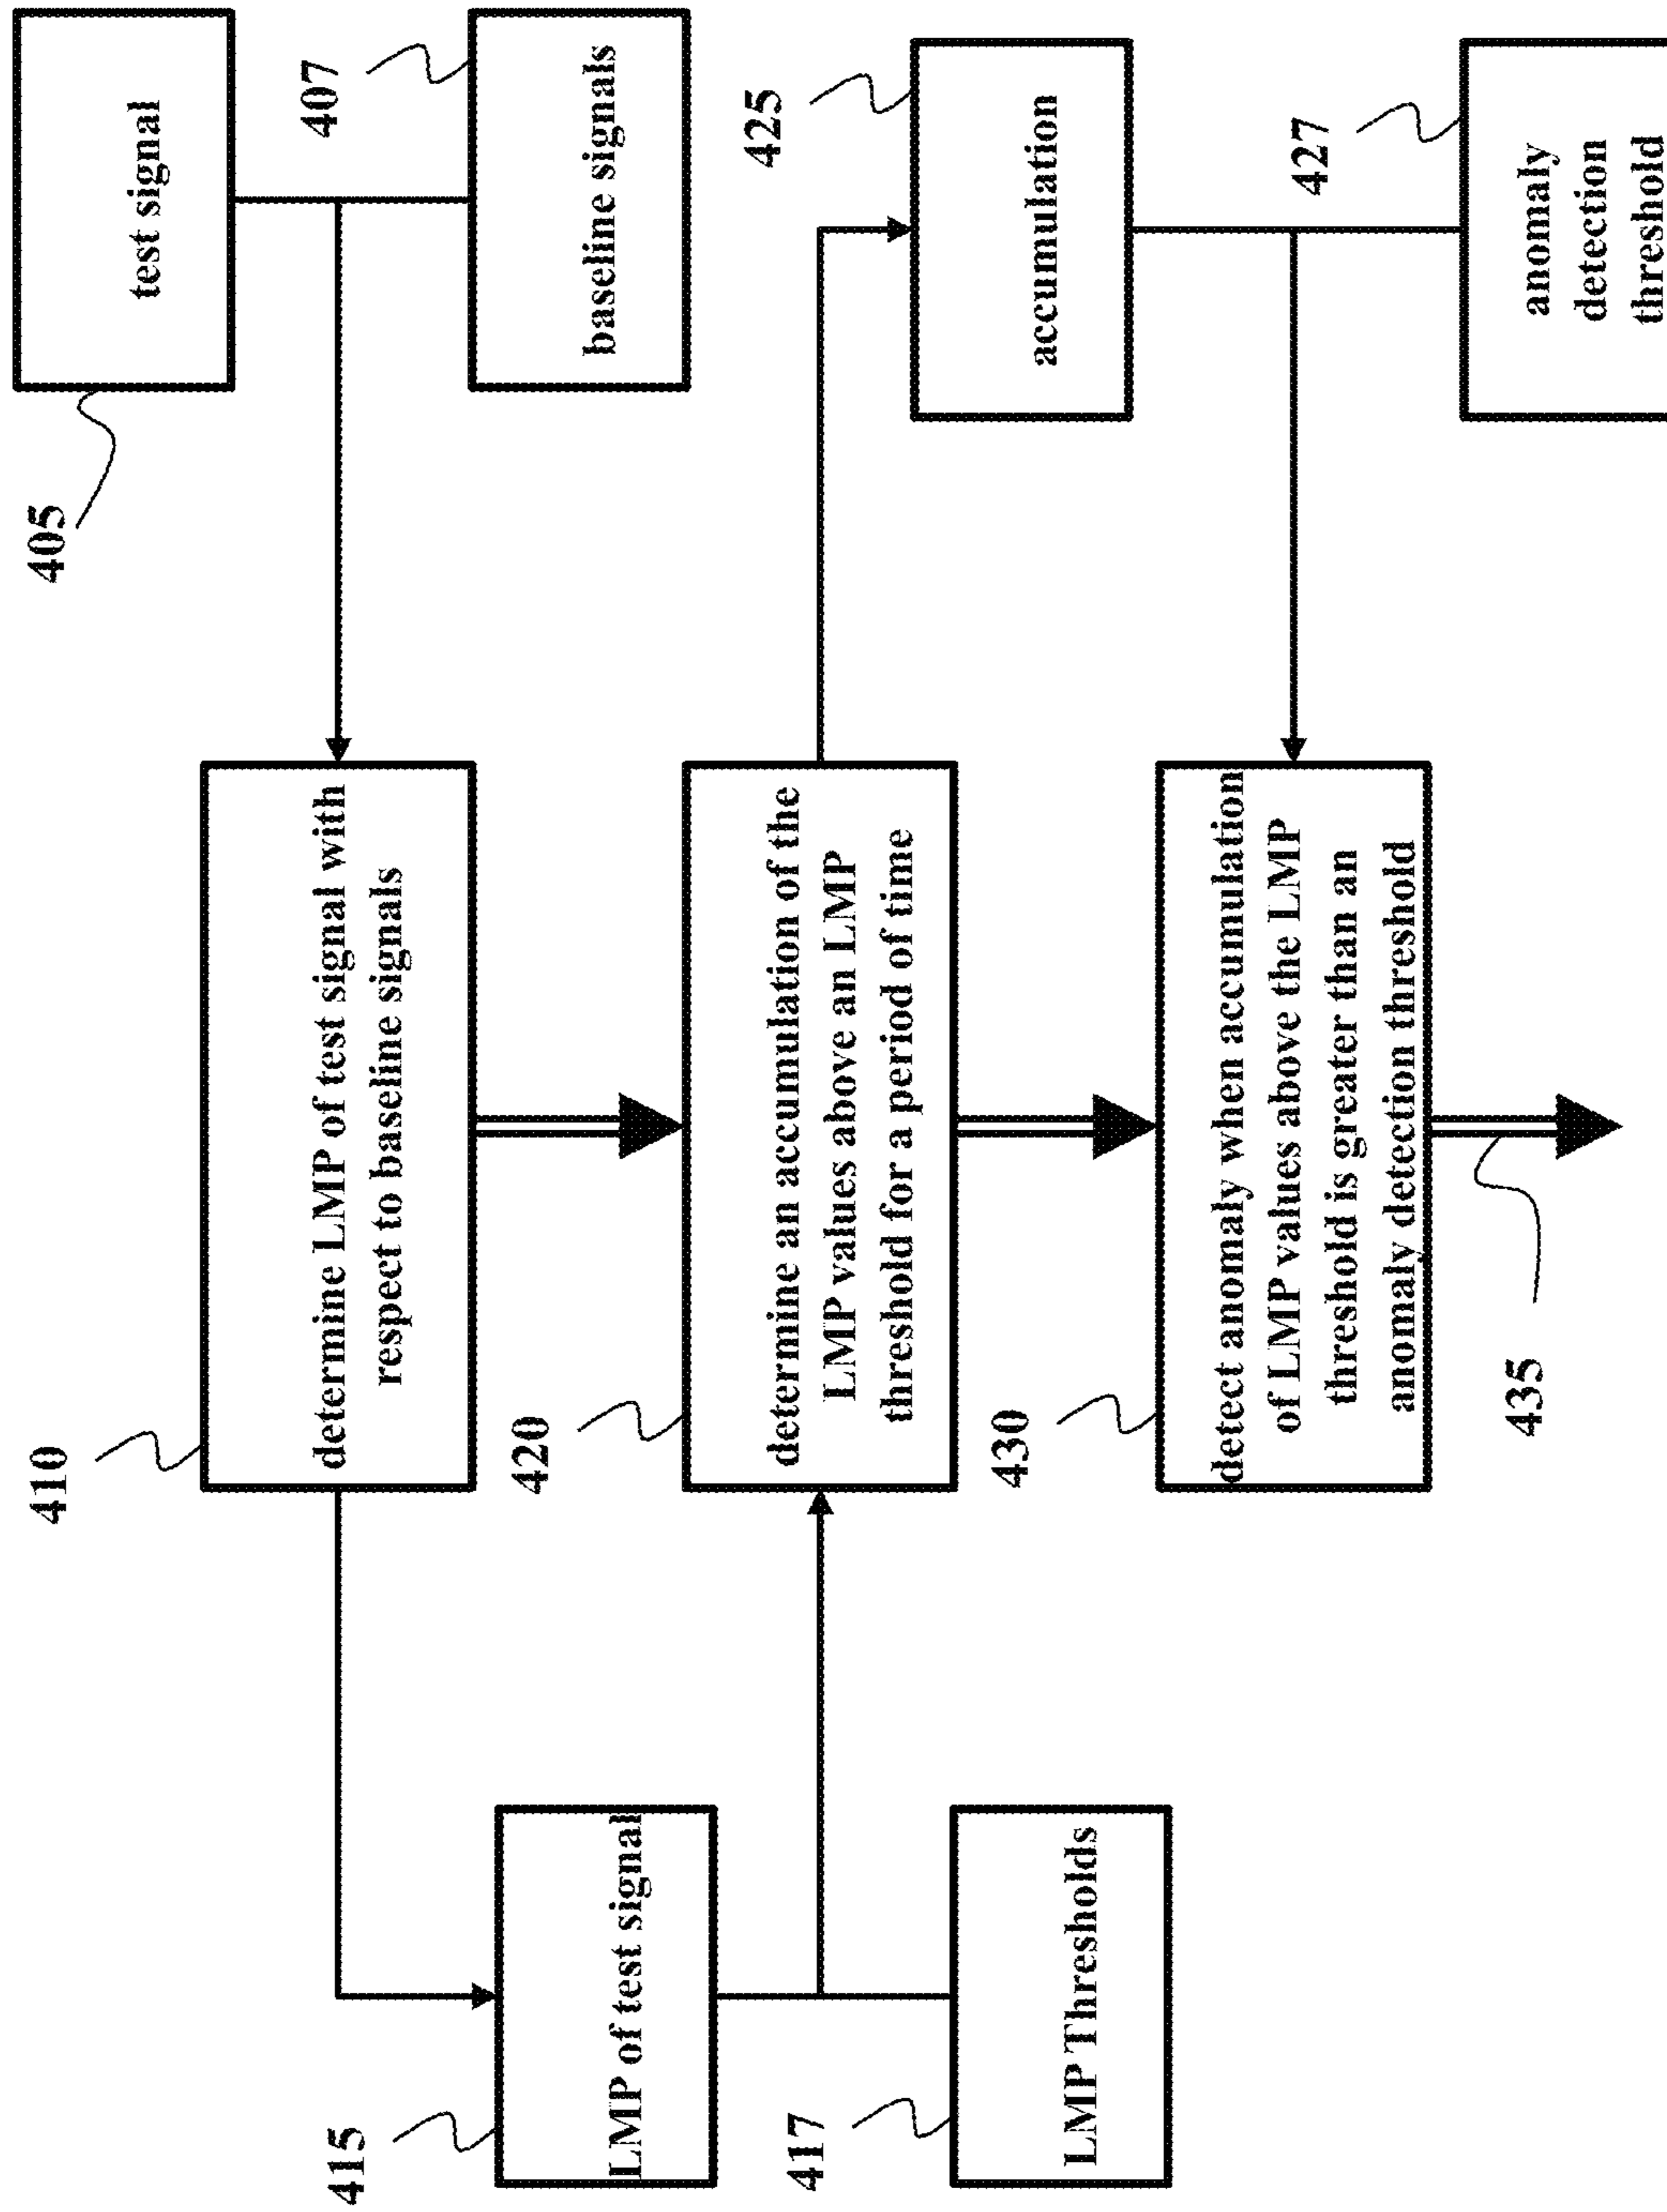 405
test signal
407
baseline signals
410
determine LMP of test signal with
respect to baseline signals
415
LMP of test signal
417
LMP Thresholds
420
determine an accumulation of the
LMP values above an LMP
threshold for a period of time
425
accumulation
427
anomaly
detection
threshold
430
detect anomaly when accumulation
of LMP values above the LMP
threshold is greater than an
anomaly detection threshold
435